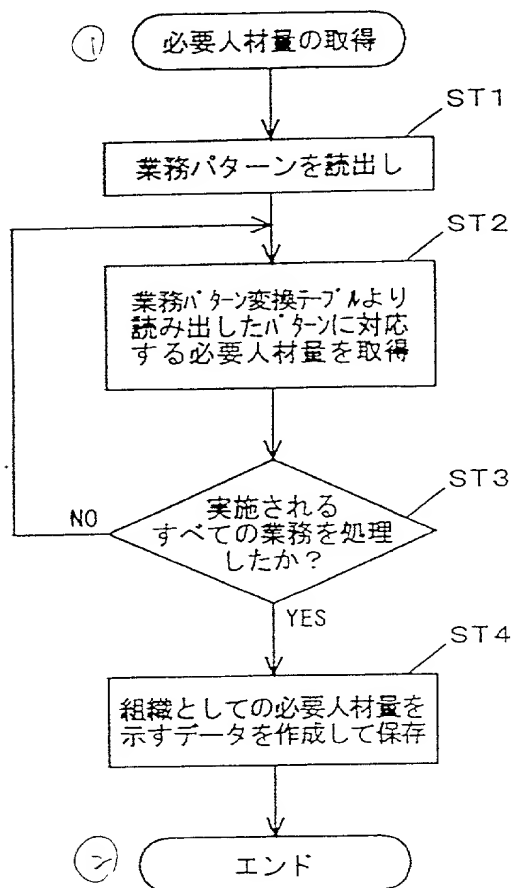 ①
必要人材量の取得
ST1
業務パターンを読出し
ST2
業務パターン変換テーブルより
読み出したパターンに対応
する必要人材量を取得
ST3
実施される
すべての業務を処理
したか?
NO
YES
ST4
組織としての必要人材量を
示すデータを作成して保存
②
エンド